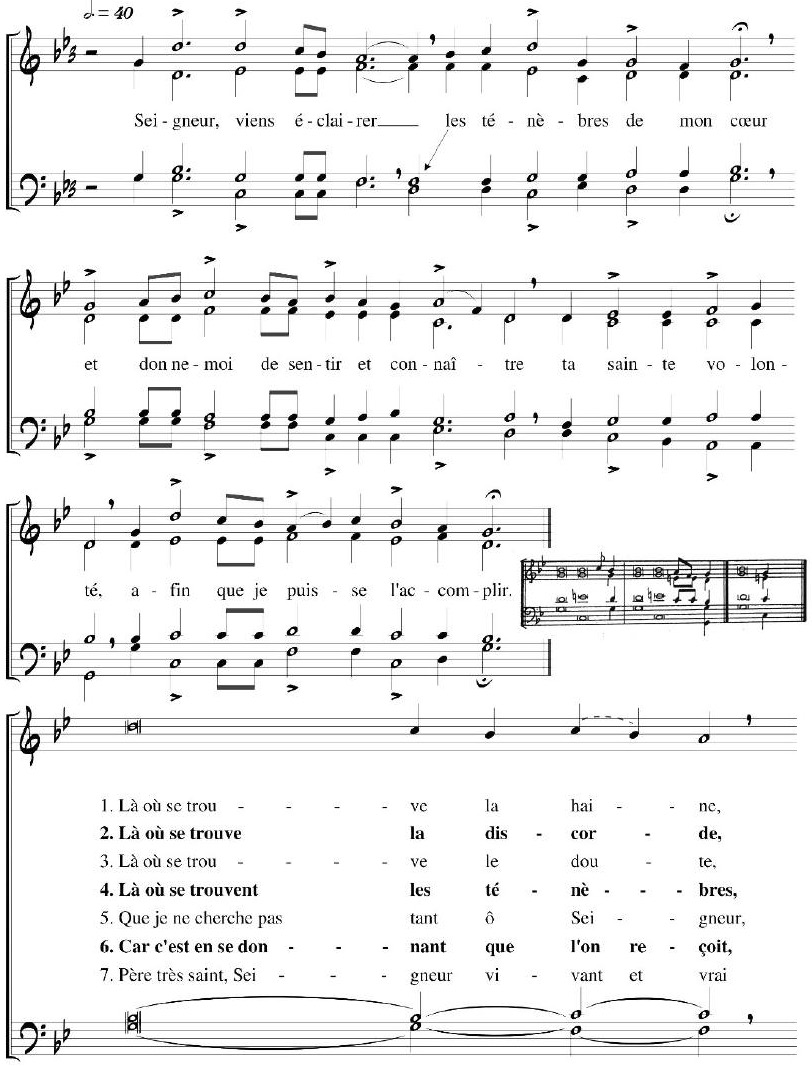 = 40
Sei - gneur, viens é - clai - rer____ les té - nè - bres de mon cœur
et don ne - moi de sen - tir et con - naî - tre ta sain - te vo - lon -
té, a - fin que je puis - se l'ac - com - plir.
1. Là où se trou - - - - ve la hai - - ne,
2. Là où se trouve la dis - cor - de,
3. Là où se trou - - - - ve le dou - te,
4. Là où se trouvent les té - nè - - - bres,
5. Que je ne cherche pas tant ô Sei - - gneur,
6. Car c'est en se don - - - nant que l'on re - çoit,
7. Père très saint, Sei - - - gneur vi - vant et vrai